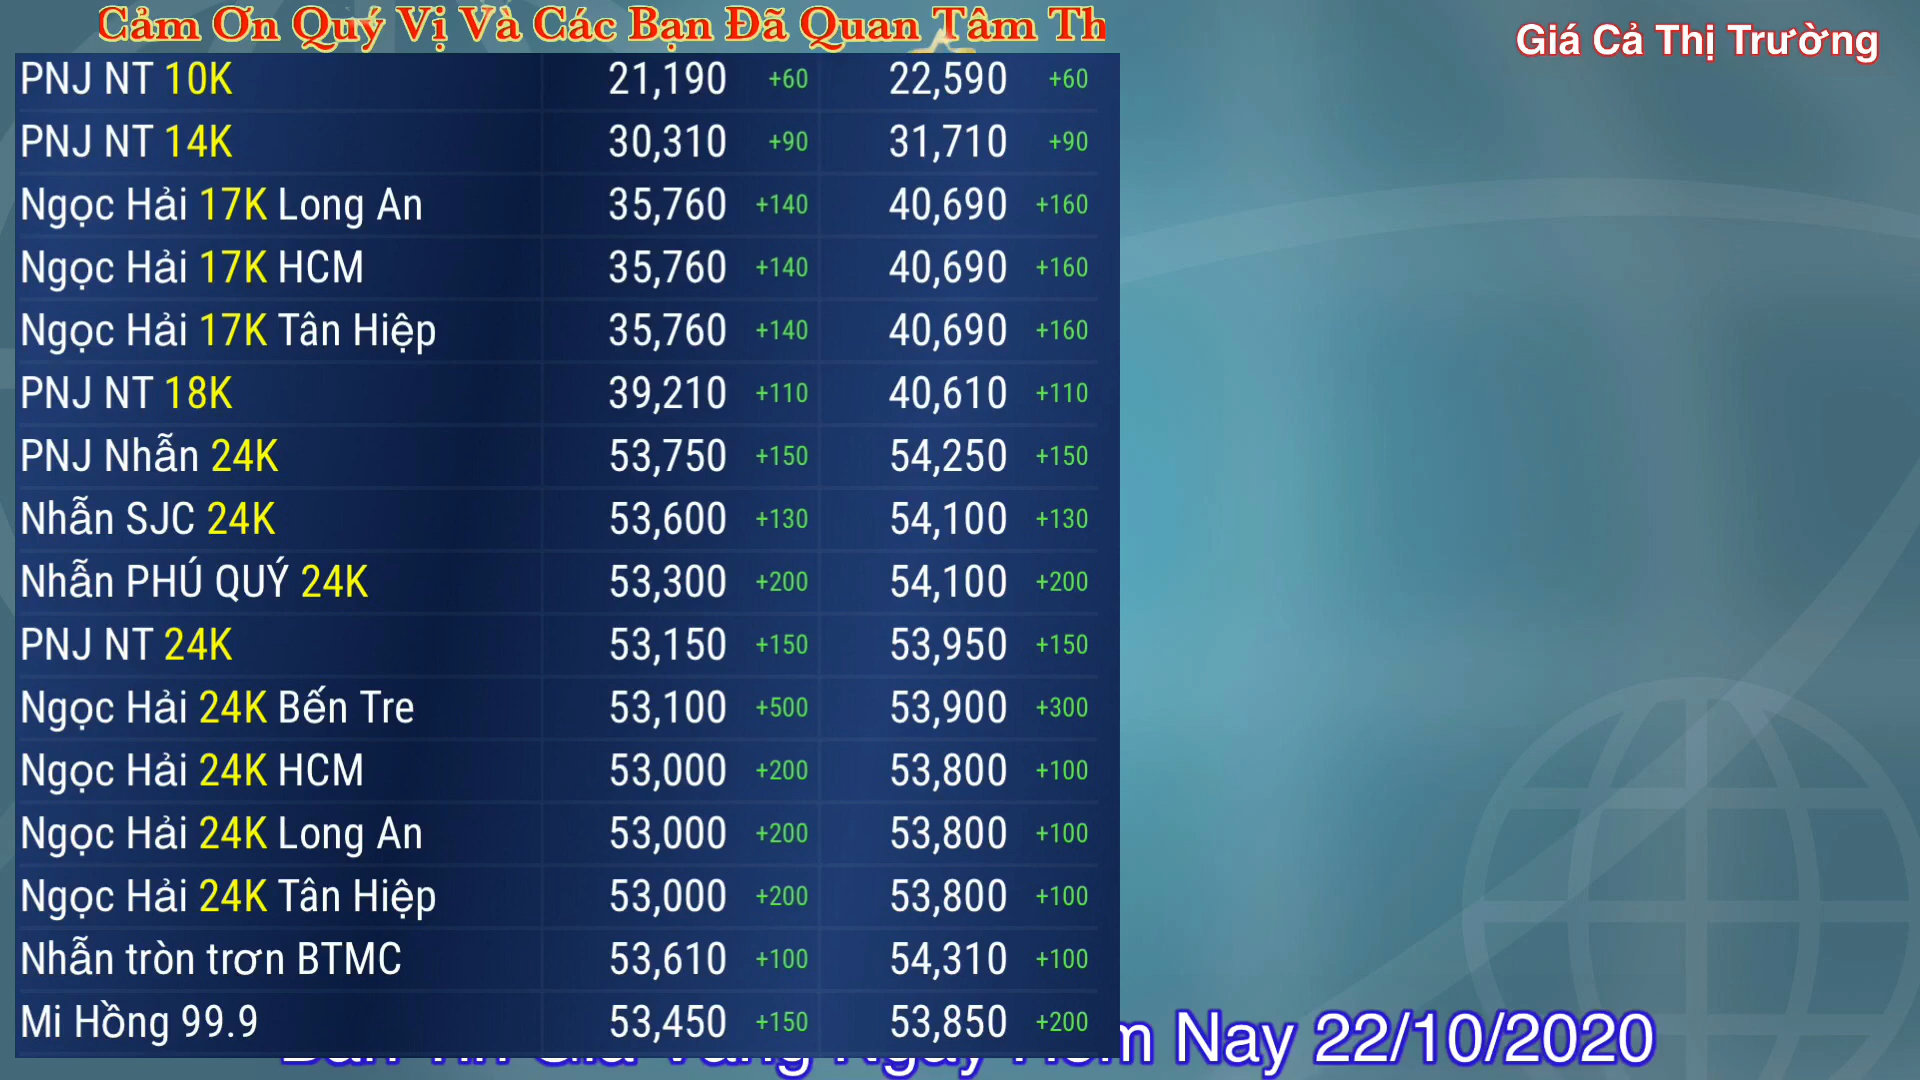 Cảm Ơn Quý Vị Và Các Bạn Đã Quan Tâm Th
Giá Cả Thị Trường
PNJ NT 10K 21,190 +60 22,590 +60
PNJ NT 14K 30,310 +90 31,710 +90
Ngọc Hải 17K Long An 35,760 +140 40,690 +160
Ngọc Hải 17K HCM 35,760 +140 40,690 +160
Ngọc Hải 17K Tân Hiệp 35,760 +140 40,690 +160
PNJ NT 18K 39,210 +110 40,610 +110
PNJ Nhẫn 24K 53,750 +150 54,250 +150
Nhẫn SJC 24K 53,600 +130 54,100 +130
Nhẫn PHÚ QUÝ 24K 53,300 +200 54,100 +200
PNJ NT 24K 53,150 +150 53,950 +150
Ngọc Hải 24K Bến Tre 53,100 +500 53,900 +300
Ngọc Hải 24K HCM 53,000 +200 53,800 +100
Ngọc Hải 24K Long An 53,000 +200 53,800 +100
Ngọc Hải 24K Tân Hiệp 53,000 +200 53,800 +100
Nhẫn tròn trơn BTMC 53,610 +100 54,310 +100
Mi Hồng 99.9 53,450 +150 53,850 +200
Nay 22/10/2020